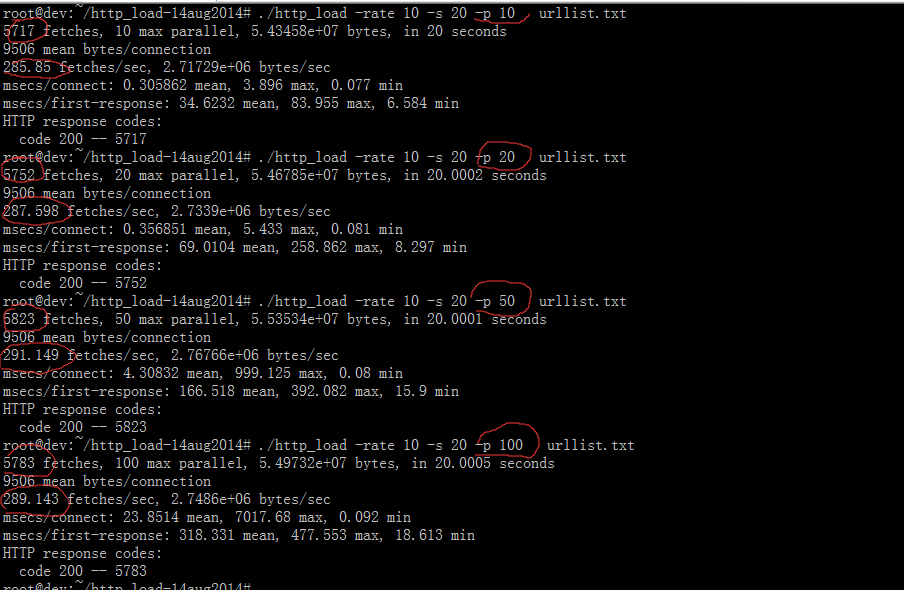 root@dev:~/http_load-14aug2014# ./http_load -rate 10 -s 20 -p 10   urllist.txt
5717 fetches, 10 max parallel, 5.43458e+07 bytes, in 20 seconds
9506 mean bytes/connection
285.85 fetches/sec, 2.71729e+06 bytes/sec
msecs/connect: 0.305862 mean, 3.896 max, 0.077 min
msecs/first-response: 34.6232 mean, 83.955 max, 6.584 min
HTTP response codes:
  code 200 -- 5717
root@dev:~/http_load-14aug2014# ./http_load -rate 10 -s 20 -p 20   urllist.txt
5752 fetches, 20 max parallel, 5.46785e+07 bytes, in 20.0002 seconds
9506 mean bytes/connection
287.598 fetches/sec, 2.7339e+06 bytes/sec
msecs/connect: 0.356851 mean, 5.433 max, 0.081 min
msecs/first-response: 69.0104 mean, 258.862 max, 8.297 min
HTTP response codes:
  code 200 -- 5752
root@dev:~/http_load-14aug2014# ./http_load -rate 10 -s 20 -p 50   urllist.txt
5823 fetches, 50 max parallel, 5.53534e+07 bytes, in 20.0001 seconds
9506 mean bytes/connection
291.149 fetches/sec, 2.76766e+06 bytes/sec
msecs/connect: 4.30832 mean, 999.125 max, 0.08 min
msecs/first-response: 166.518 mean, 392.082 max, 15.9 min
HTTP response codes:
  code 200 -- 5823
root@dev:~/http_load-14aug2014# ./http_load -rate 10 -s 20 -p 100   urllist.txt
5783 fetches, 100 max parallel, 5.49732e+07 bytes, in 20.0005 seconds
9506 mean bytes/connection
289.143 fetches/sec, 2.7486e+06 bytes/sec
msecs/connect: 23.8514 mean, 7017.68 max, 0.092 min
msecs/first-response: 318.331 mean, 477.553 max, 18.613 min
HTTP response codes:
  code 200 -- 5783
root@dev:~/http_load-14aug2014#